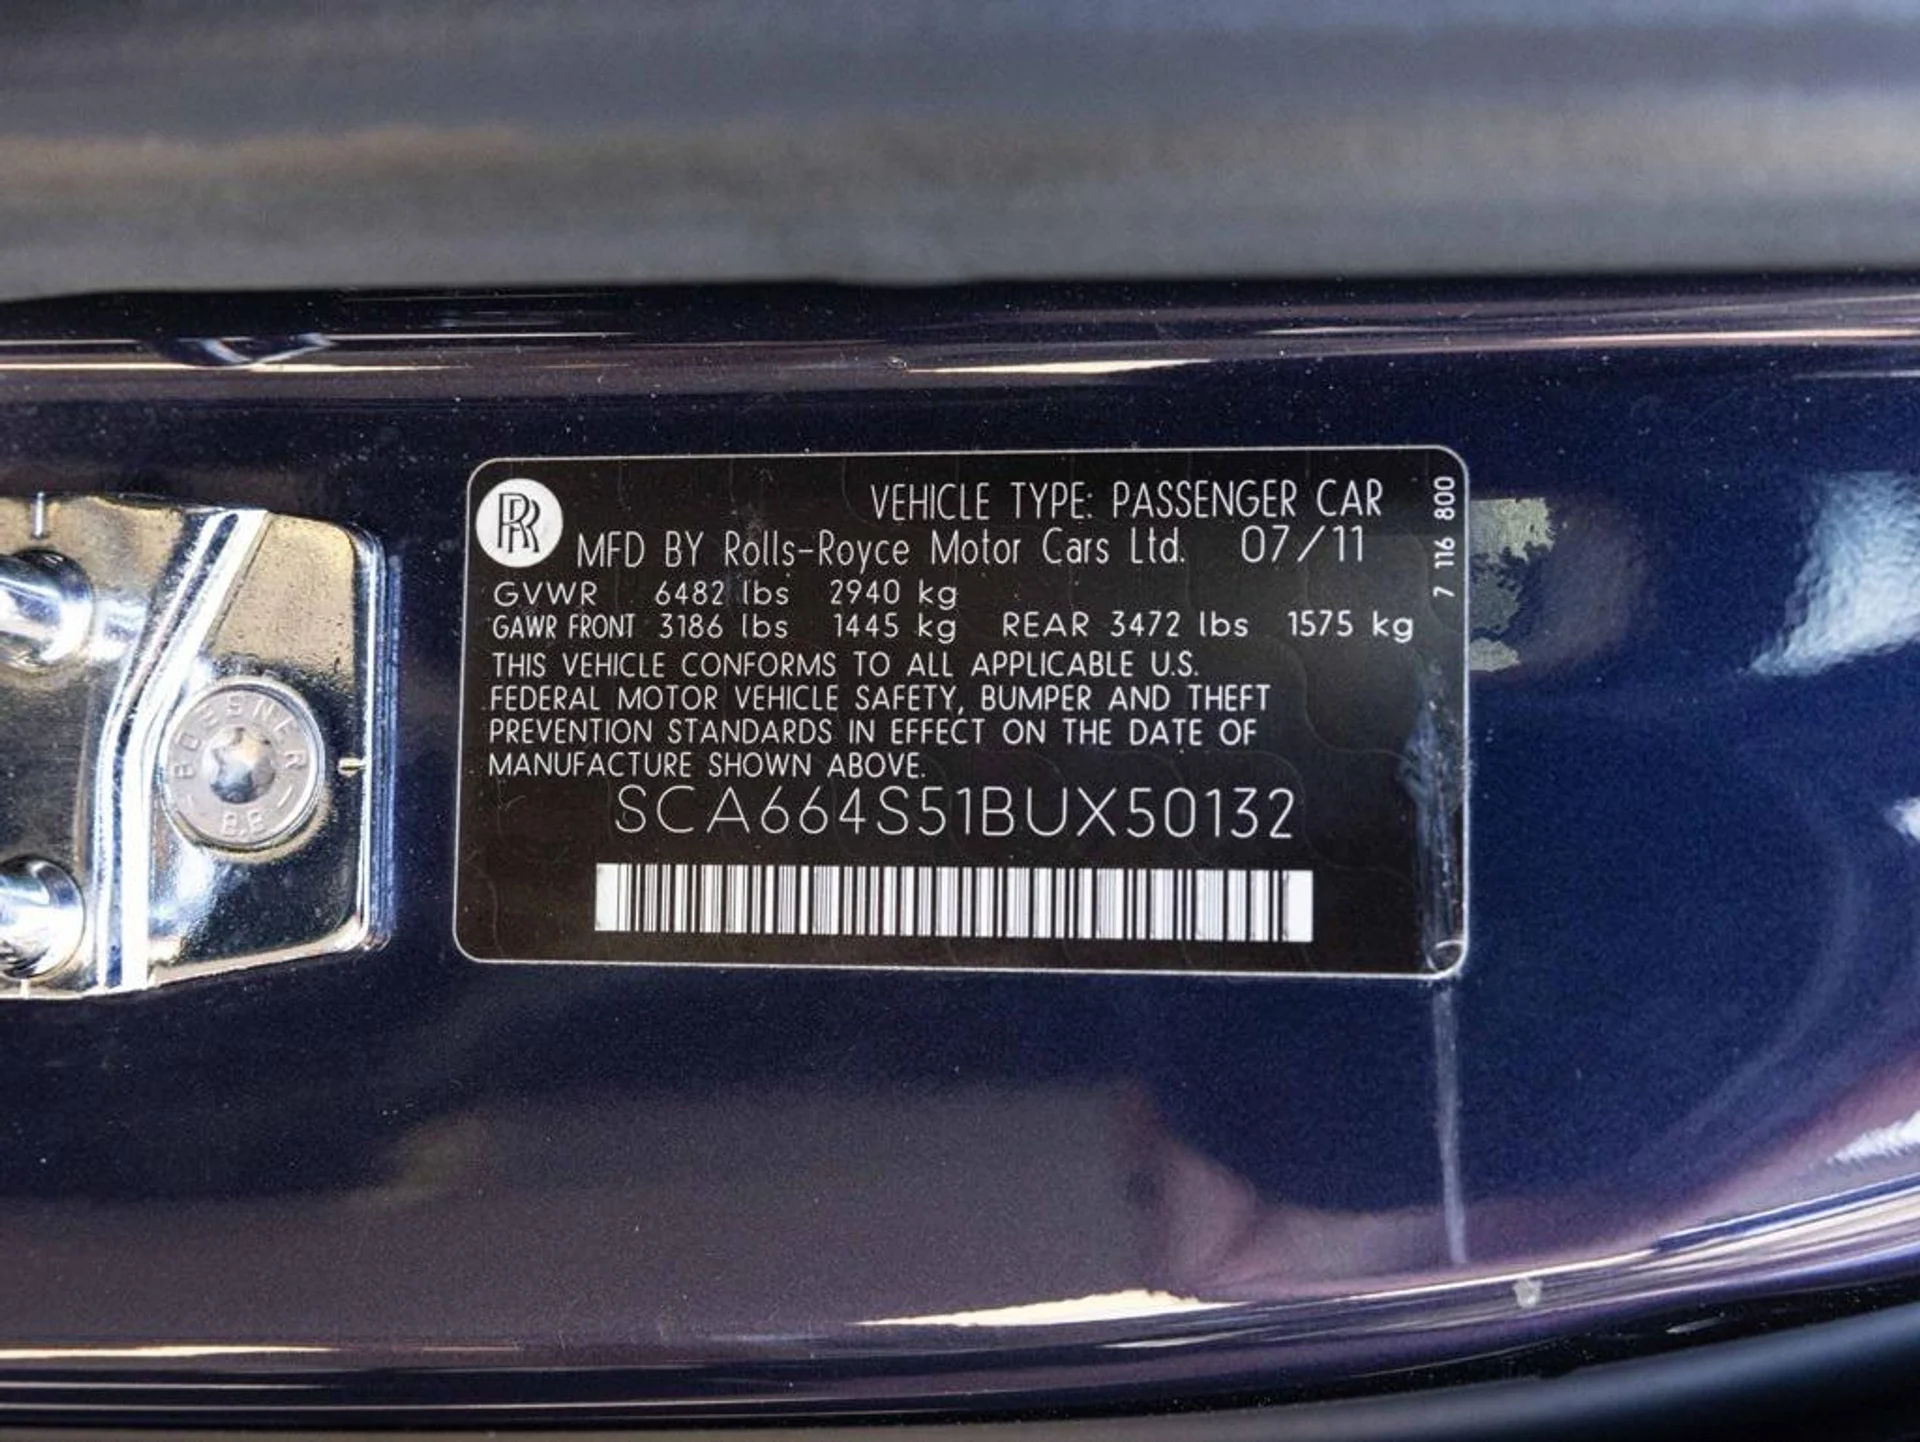 RR
VEHICLE TYPE: PASSENGER CAR
MFD BY Rolls-Royce Motor Cars Ltd. 07/11
GVWR 6482 lbs 2940 kg
GAWR FRONT 3186 lbs 1445 kg REAR 3472 lbs 1575 kg
THIS VEHICLE CONFORMS TO ALL APPLICABLE U.S.
FEDERAL MOTOR VEHICLE SAFETY, BUMPER AND THEFT
PREVENTION STANDARDS IN EFFECT ON THE DATE OF
MANUFACTURE SHOWN ABOVE.
SCA664S51BUX50132
7 116 800
BOESNER
8.8